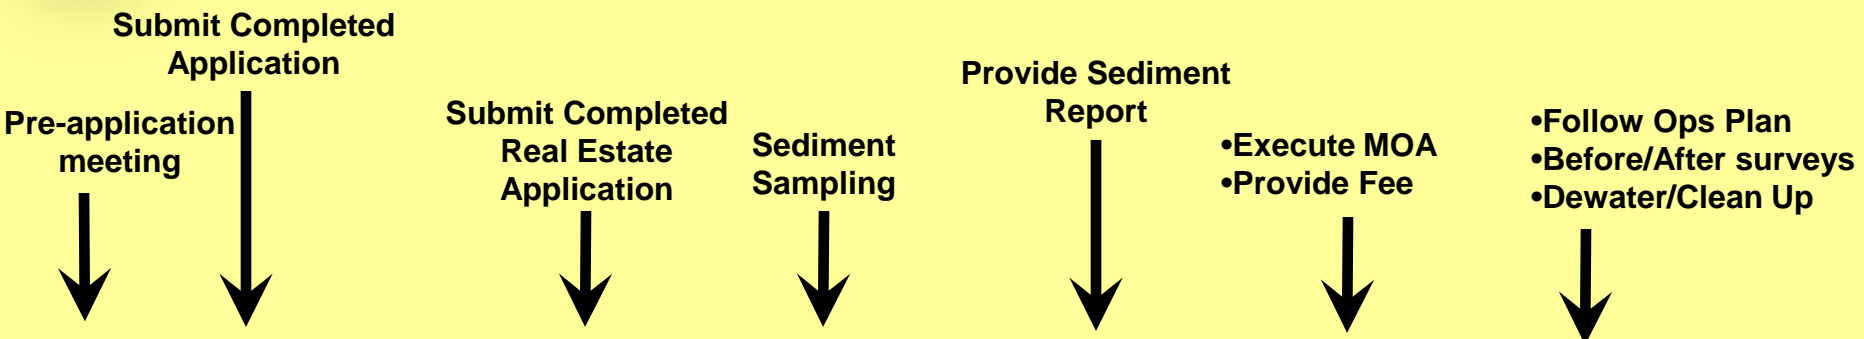 Submit Completed
Application
Pre-application
meeting
Submit Completed
Real Estate
Application
Sediment
Sampling
Provide Sediment
Report
•Execute MOA
•Provide Fee
•Follow Ops Plan
•Before/After surveys
•Dewater/Clean Up